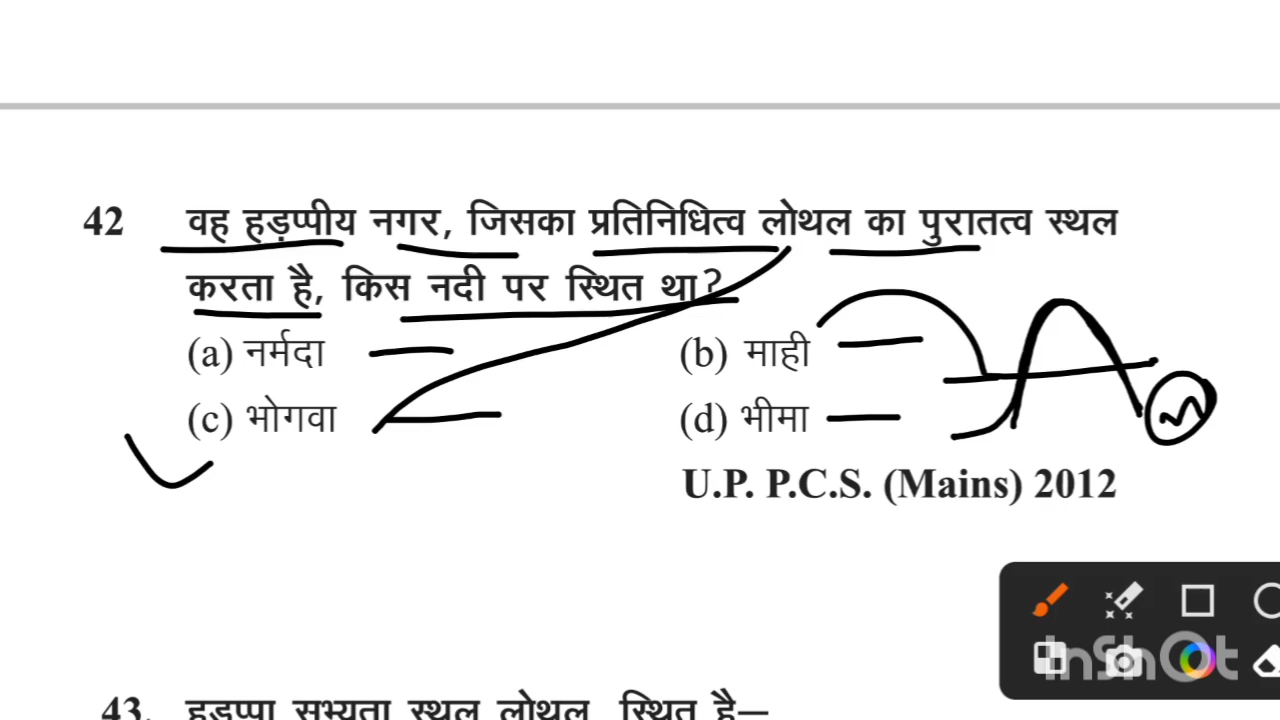 42 वह हड़प्पीय नगर, जिसका प्रतिनिधित्व लोथल का पुरातत्व स्थल
करता है, किस नदी पर स्थित था?
(a) नर्मदा (b) माही
(c) भोगवा (d) भीमा
U.P. P.C.S. (Mains) 2012
InShOt
43. हड़प्पा सभ्यता स्थल लोथल, स्थित है—